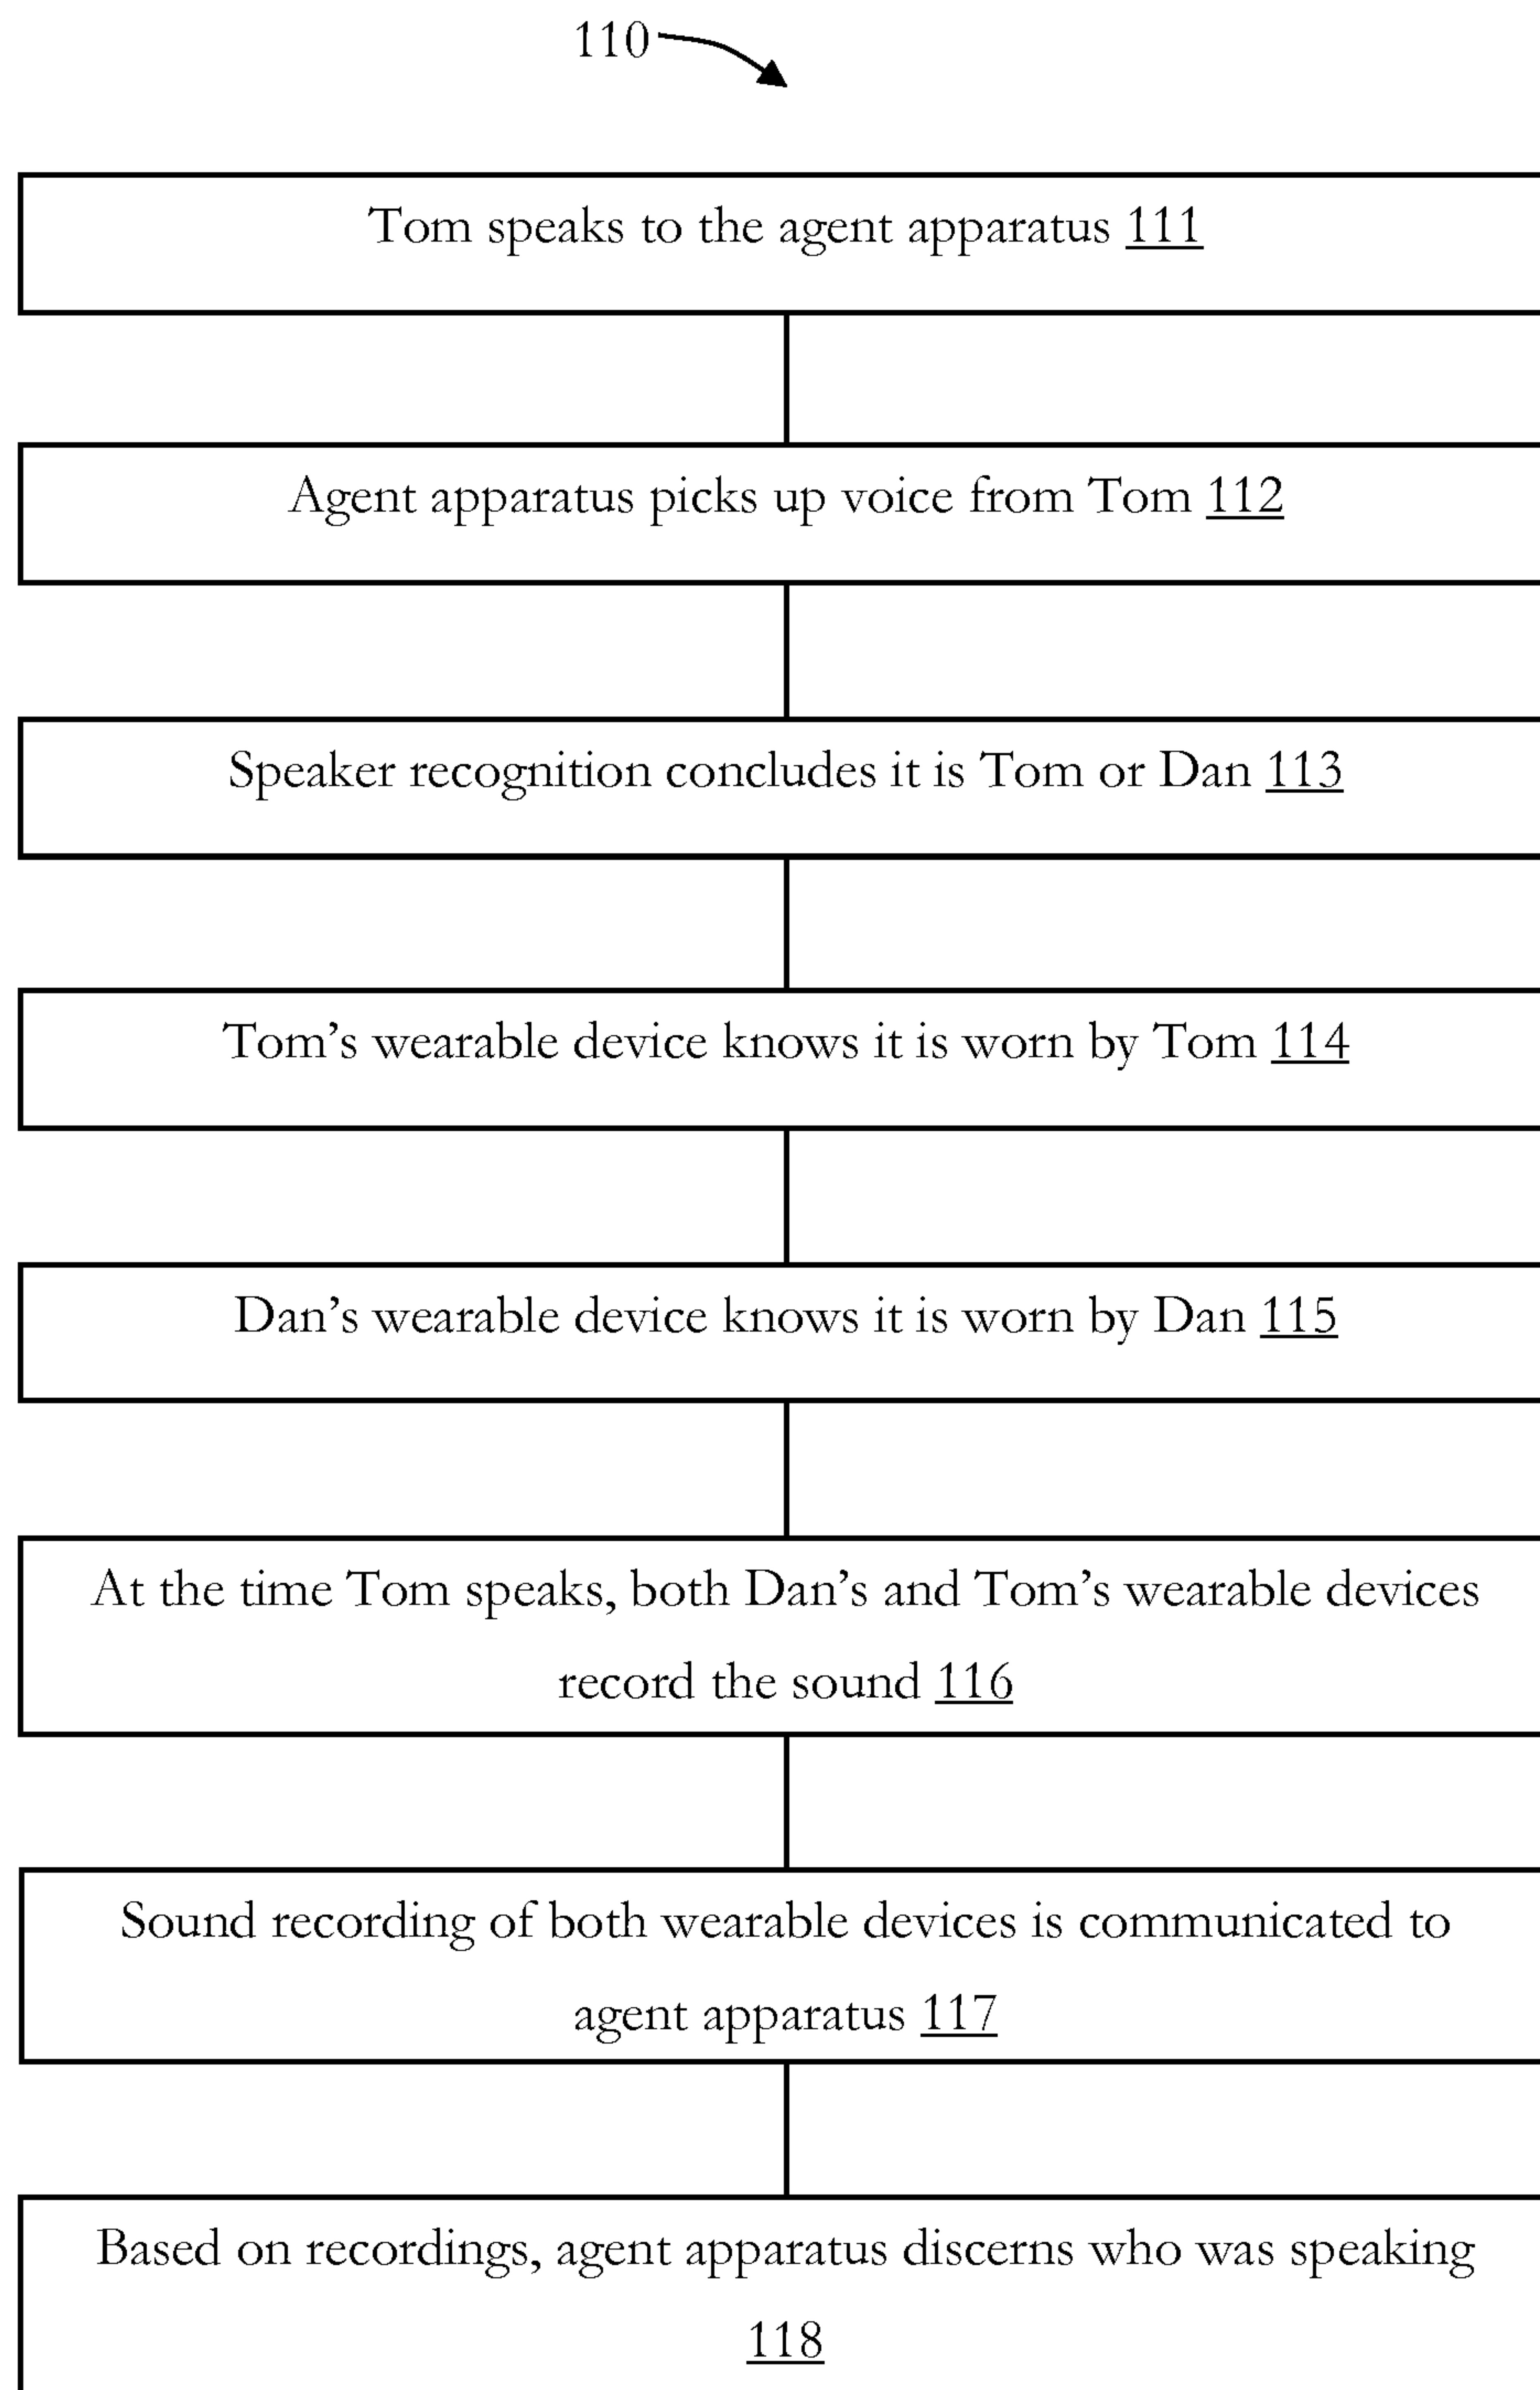 110
Tom speaks to the agent apparatus 111
Agent apparatus picks up voice from Tom 112
Speaker recognition concludes it is Tom or Dan 113
Tom’s wearable device knows it is worn by Tom 114
Dan’s wearable device knows it is worn by Dan 115
At the time Tom speaks, both Dan’s and Tom’s wearable devices
record the sound 116
Sound recording of both wearable devices is communicated to
agent apparatus 117
Based on recordings, agent apparatus discerns who was speaking
118